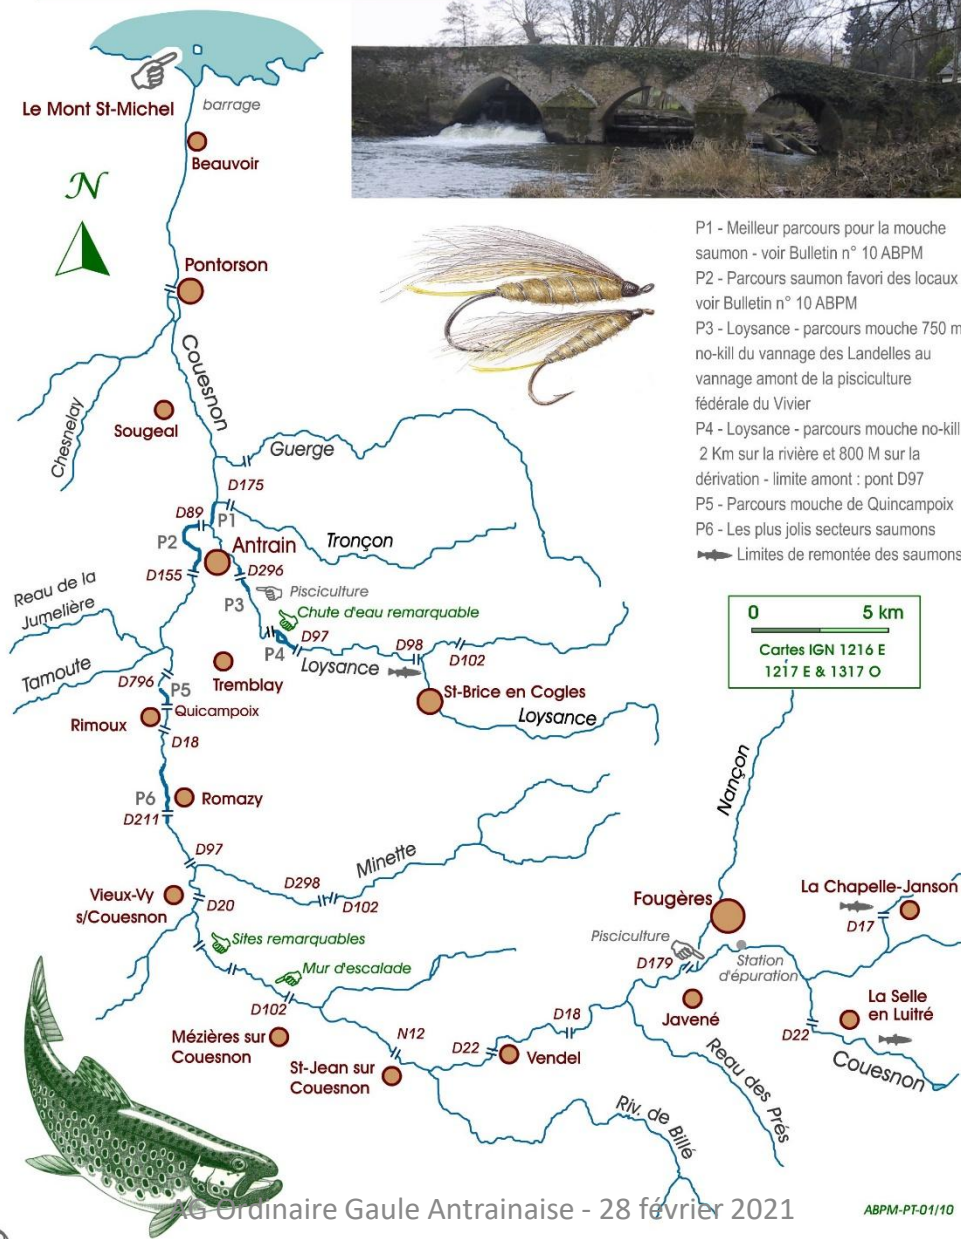 Le Mont St-Michel
barrage
Beauvoir
N
Pontorson
Couesnon
Chesnelay
Sougeal
Guerge
D175
D89
P1
P2
Antrain
Tronçon
D155
D296
P3
Pisciculture
Chute d'eau remarquable
Reau de la
Jumelière
Tamoute
P4
D97
Loysance
D98
D102
Tremblay
St-Brice en Cogles
Loysance
D796
P5
Quicampoix
Rimoux
D18
P6
Romazy
D211
D97
Minette
D298
D102
Vieux-Vy
s/Couesnon
D20
Sites remarquables
Mur d'escalade
D102
Mézières sur
Couesnon
N12
St-Jean sur
Couesnon
D22
Vendel
D18
Riv. de Billé
Reau des Prés
Nançon
Fougères
Pisciculture
D179
Javené
Station
d'épuration
La Chapelle-Janson
D17
La Selle
en Luitré
D22
Couesnon
P1 - Meilleur parcours pour la mouche
saumon - voir Bulletin n° 10 ABPM
P2 - Parcours saumon favori des locaux
voir Bulletin n° 10 ABPM
P3 - Loysance - parcours mouche 750 m
no-kill du vannage des Landelles au
vannage amont de la pisciculture
fédérale du Vivier
P4 - Loysance - parcours mouche no-kill
2 Km sur la rivière et 800 M sur la
dérivation - limite amont : pont D97
P5 - Parcours mouche de Quincampoix
P6 - Les plus jolis secteurs saumons
Limites de remontée des saumons
0 5 km
Cartes IGN 1216 E
1217 E & 1317 O
AG Ordinaire Gaule Antrainaise - 28 février 2021
ABPM-PT-01/10